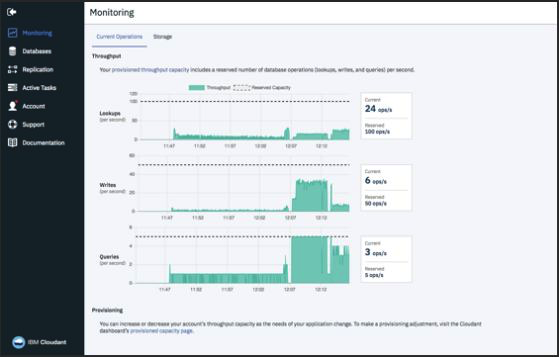 Monitoring
Monitoring
Databases
Replication
Active Tasks
Account
Support
Documentation
IBM Cloudant
Current Operations Storage
Throughput
Your provisioned throughput capacity includes a reserved number of database operations (lookups, writes, and queries) per second.
Throughput Reserved Capacity
Lookups
(per second)
120
100
50
0
11:47 11:52 11:57 12:02 12:07 12:12
Current
24 ops/s
Reserved
100 ops/s
Writes
(per second)
60
40
20
0
11:47 11:52 11:57 12:02 12:07 12:12
Current
6 ops/s
Reserved
50 ops/s
Queries
(per second)
6
4
2
0
11:47 11:52 11:57 12:02 12:07 12:12
Current
3 ops/s
Reserved
5 ops/s
Provisioning
You can increase or decrease your account's throughput capacity as the needs of your application change. To make a provisioning adjustment, visit the Cloudant
dashboard's provisioned capacity page.